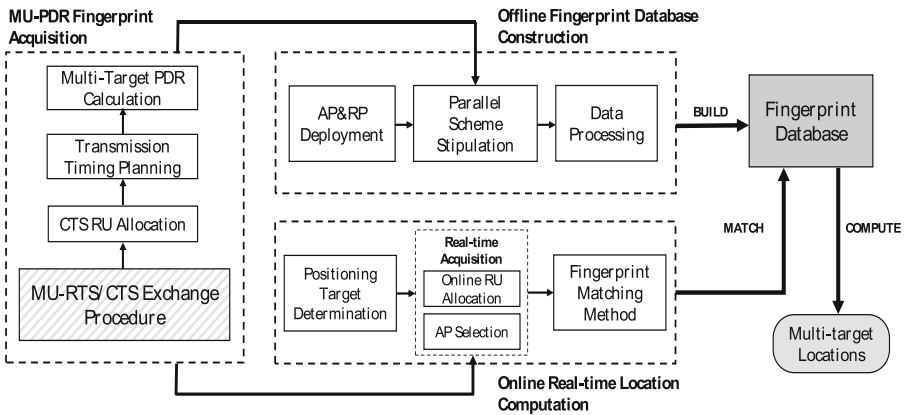 MU-PDR Fingerprint
Acquisition
Multi-Target PDR
Calculation
Transmission
Timing Planning
CTS RU Allocation
MU-RTS/CTS Exchange
Procedure
Offline Fingerprint Database
Construction
AP&RP
Deployment
Parallel
Scheme
Stipulation
Data
Processing
BUILD
Fingerprint
Database
MATCH
COMPUTE
Real-time
Acquisition
Positioning
Target
Determination
Online RU
Allocation
AP Selection
Fingerprint
Matching
Method
Multi-target
Locations
Online Real-time Location
Computation